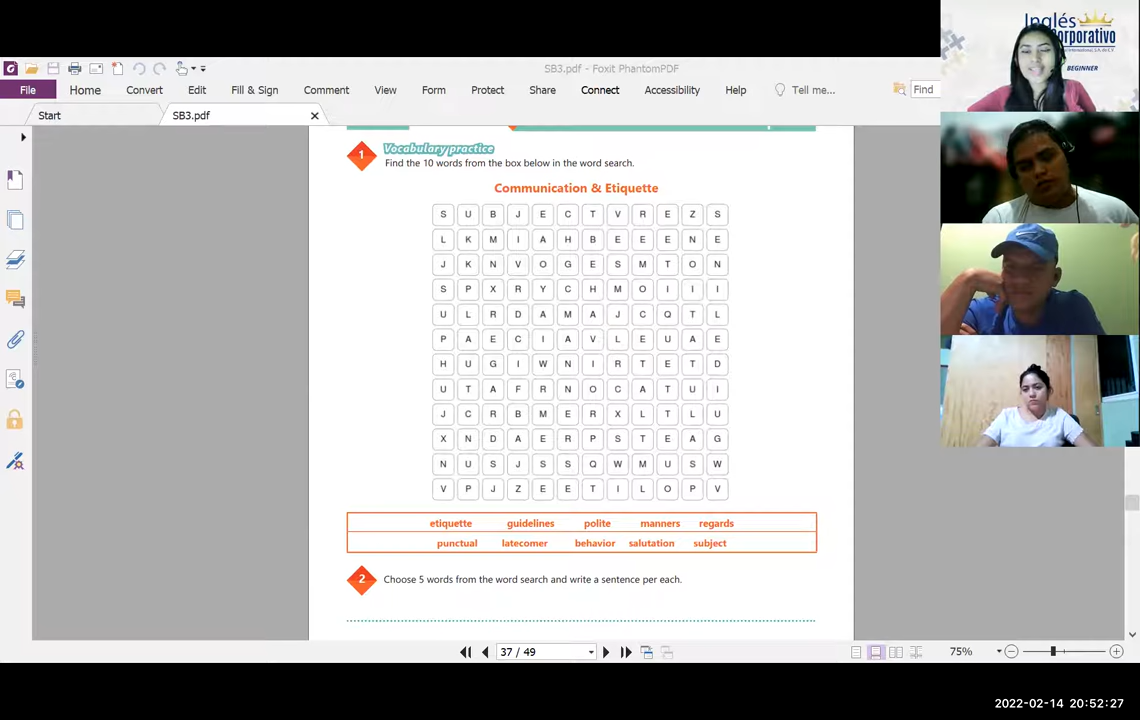 Inglés
Corporativo
BEGINNER
SB3.pdf - Foxit PhantomPDF
File Home Convert Edit Fill & Sign Comment View Form Protect Share Connect Accessibility Help Tell me... Find
Start SB3.pdf
1 Vocabulary practice
Find the 10 words from the box below in the word search.
Communication & Etiquette
S U B J E C T V R E Z S
L K M I A H B E E E N E
J K N V O G E S M T O N
S P X R Y C H M O I I I
U L R D A M A J C Q T L
P A E C I A V L E U A E
H U G I W N I R T E T D
U T A F R N O C A T U I
J C R B M E R X L T L U
X N D A E R P S T E A G
N U S J S S Q W M U S W
V P J Z E E T I L O P V
etiquette guidelines polite manners regards
punctual latecomer behavior salutation subject
2 Choose 5 words from the word search and write a sentence per each.
37 / 49
75%
2022-02-14 20:52:27